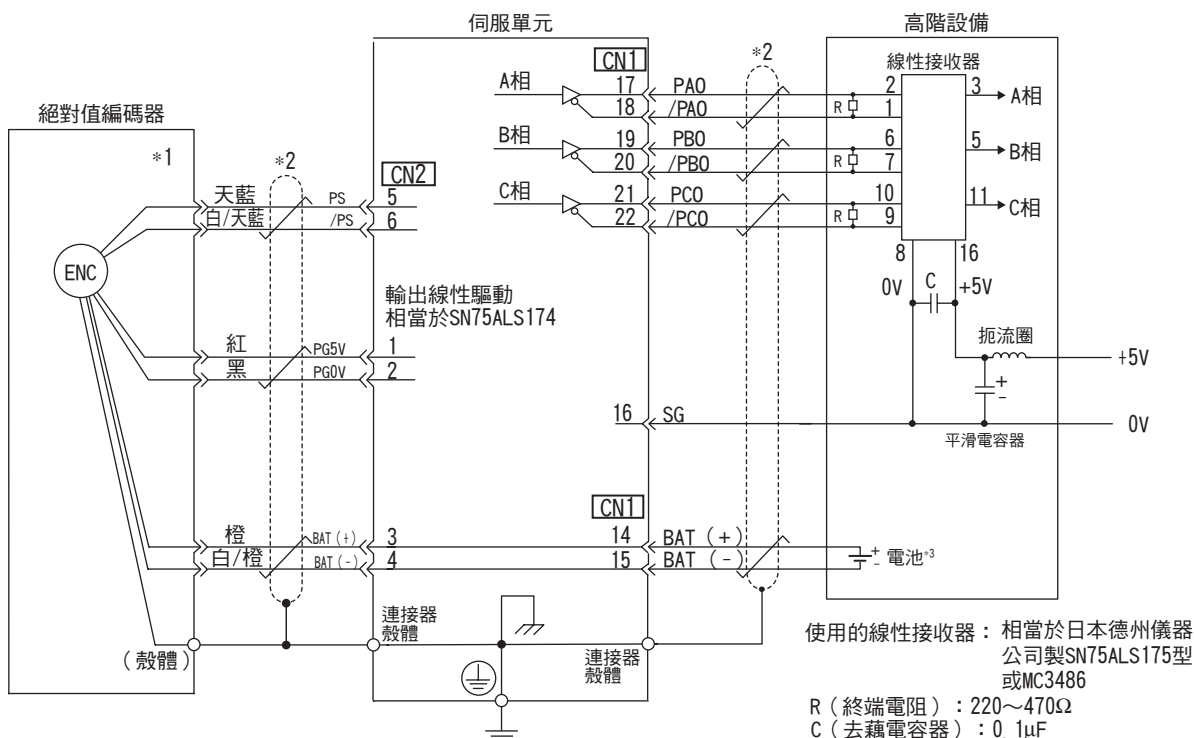 伺服單元
高階設備
絕對值編碼器
*1
*2
ENC
天藍 PS 5
白/天藍 /PS 6
CN2
紅 PG5V 1
黑 PG0V 2
橙 BAT(+) 3
白/橙 BAT(-) 4
(殼體)
連接器
殼體
輸出線性驅動
相當於SN75ALS174
CN1
A相 17 PAO
18 /PAO
B相 19 PBO
20 /PBO
C相 21 PCO
22 /PCO
16 SG
CN1
14 BAT (+)
15 BAT (-)
連接器
殼體
*2
線性接收器
R 2 3 A相
1
R 6 5 B相
7
R 10 11 C相
9
8 16
0V C +5V
扼流圈
+5V
+
-
0V
平滑電容器
+
- 電池*3
使用的線性接收器:相當於日本德州儀器
公司製SN75ALS175型
或MC3486
R(終端電阻):220~470Ω
C(去藕電容器):0.1μF